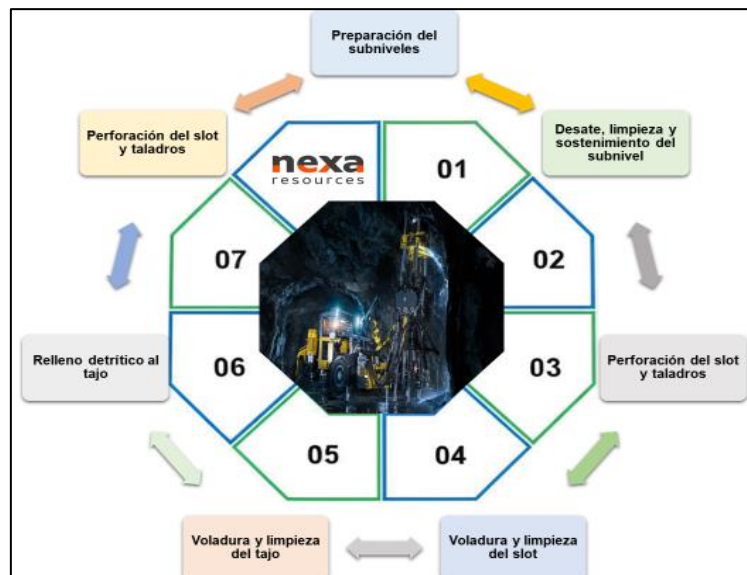 Preparación del
subniveles
Perforación del slot
y taladros
nexa
resources
01
Desate, limpieza y
sostenimiento del
subnivel
07
02
Relleno detrítico al
tajo
06
03
Perforación del slot
y taladros
05
04
Voladura y limpieza
del tajo
Voladura y limpieza
del slot